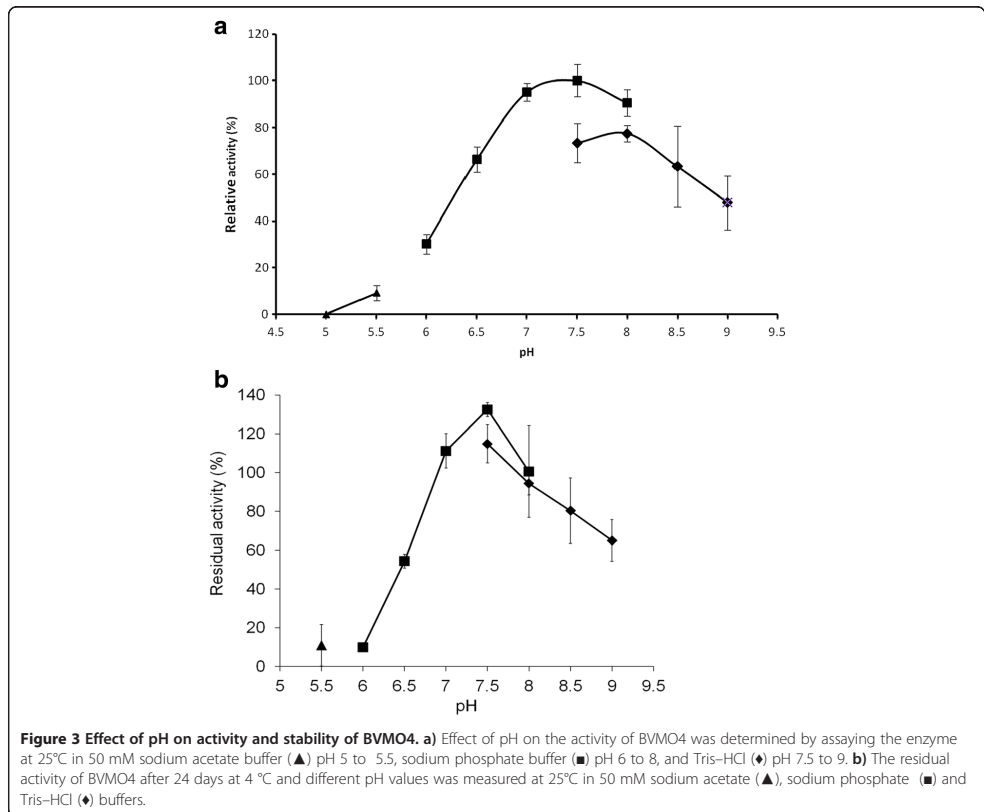 a
120
100
80
60
40
20
0
Relative activity (%)
4.5 5 5.5 6 6.5 7 7.5 8 8.5 9 9.5
pH
b
140
120
100
80
60
40
20
0
Residual activity (%)
5 5.5 6 6.5 7 7.5 8 8.5 9 9.5
pH
Figure 3 Effect of pH on activity and stability of BVMO4. a) Effect of pH on the activity of BVMO4 was determined by assaying the enzyme
at 25°C in 50 mM sodium acetate buffer (▲) pH 5 to 5.5, sodium phosphate buffer (■) pH 6 to 8, and Tris–HCl (♦) pH 7.5 to 9. b) The residual
activity of BVMO4 after 24 days at 4 °C and different pH values was measured at 25°C in 50 mM sodium acetate (▲), sodium phosphate (■) and
Tris–HCl (♦) buffers.